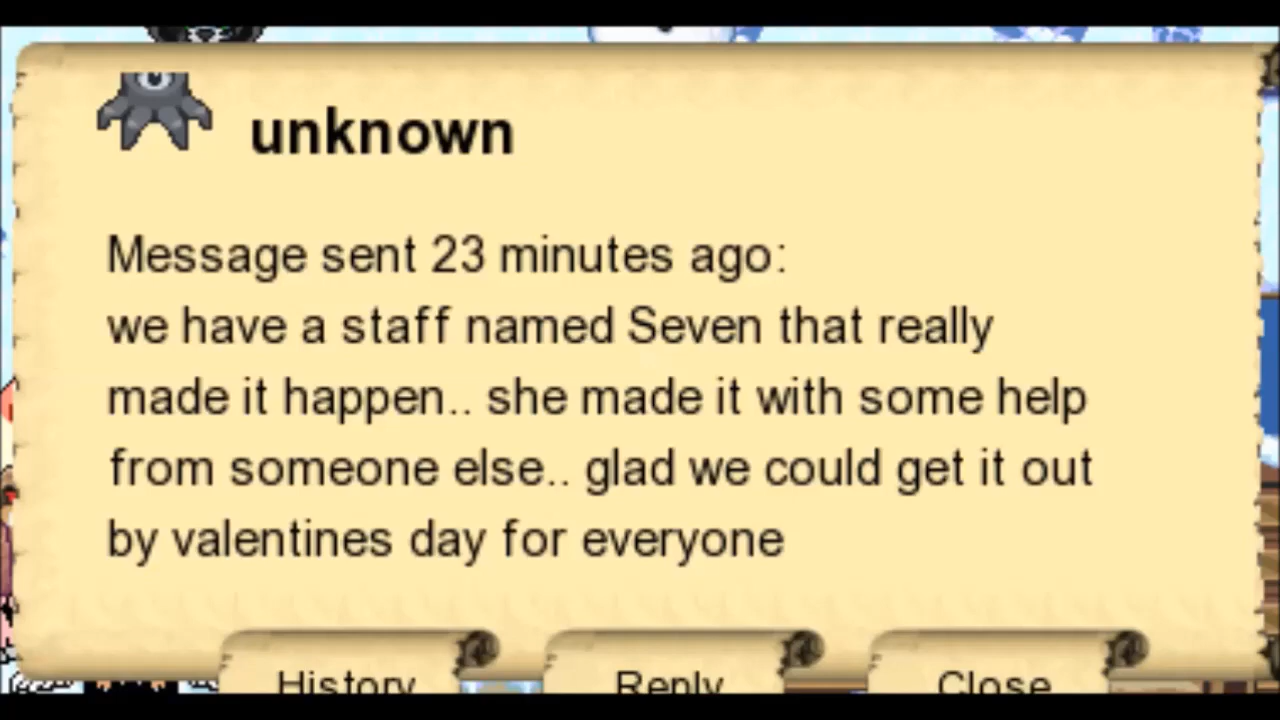 unknown
Message sent 23 minutes ago:
we have a staff named Seven that really
made it happen.. she made it with some help
from someone else.. glad we could get it out
by valentines day for everyone
History Reply Close